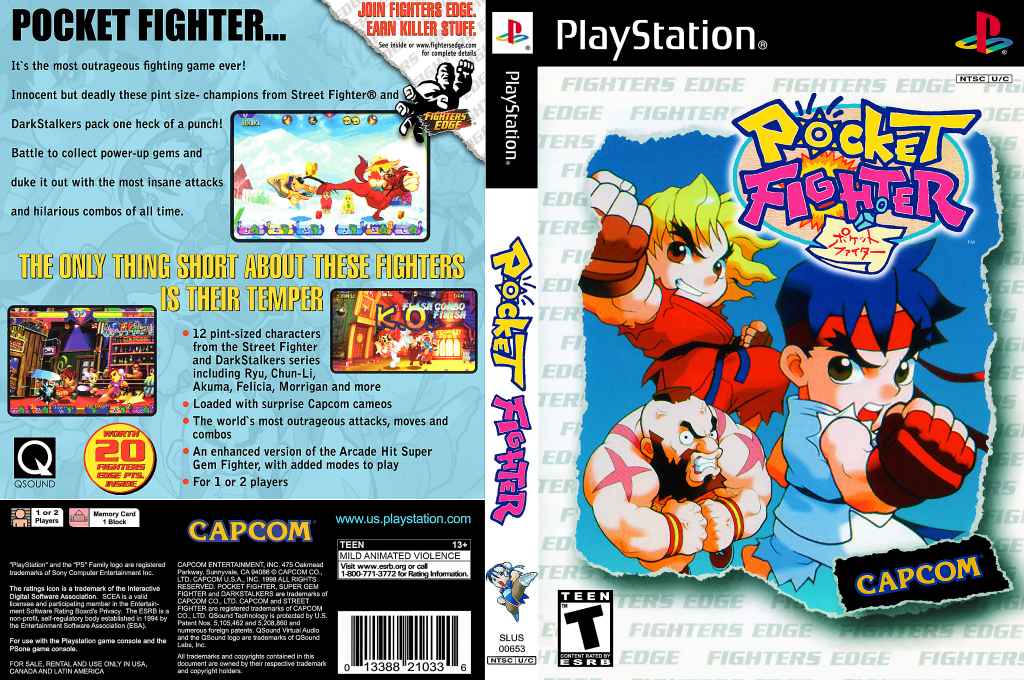 POCKET FIGHTER...
It`s the most outrageous fighting game ever!
Innocent but deadly these pint size- champions from Street Fighter® and
DarkStalkers pack one heck of a punch!
Battle to collect power-up gems and
duke it out with the most insane attacks
and hilarious combos of all time.
JOIN FIGHTERS EDGE.
EARN KILLER STUFF.
See inside or www.fightersedge.com
for complete details
FIGHTERS
EDGE
THE ONLY THING SHORT ABOUT THESE FIGHTERS
IS THEIR TEMPER
FLASH COMBO
FINISH
KO
DAN
• 12 pint-sized characters
from the Street Fighter
and DarkStalkers series
including Ryu, Chun-Li,
Akuma, Felicia, Morrigan and more
• Loaded with surprise Capcom cameos
• The world`s most outrageous attacks, moves and
combos
• An enhanced version of the Arcade Hit Super
Gem Fighter, with added modes to play
• For 1 or 2 players
Q
QSOUND
WORTH
20
FIGHTERS
EDGE PTS.
INSIDE
1 or 2
Players
Memory Card
1 Block
CAPCOM®
www.us.playstation.com
"PlayStation" and the "PS" Family logo are registered
trademarks of Sony Computer Entertainment Inc.
The ratings icon is a trademark of the Interactive
Digital Software Association. SCEA is a valid
licensee and participating member in the Entertain-
ment Software Rating Board's Privacy. The ESRB is a
non-profit, self-regulatory body established in 1994 by
the Entertainment Software Association (ESA).
For use with the Playstation game console and the
PSone game console.
FOR SALE, RENTAL AND USE ONLY IN USA,
CANADA AND LATIN AMERICA
CAPCOM ENTERTAINMENT, INC. 475 Oakmead
Parkway, Sunnyvale, CA 94086 © CAPCOM CO.,
LTD. CAPCOM U.S.A., INC. 1998 ALL RIGHTS
RESERVED. POCKET FIGHTER, SUPER GEM
FIGHTER and DARKSTALKERS are trademarks of
CAPCOM CO., LTD. CAPCOM and STREET
FIGHTER are registered trademarks of CAPCOM
CO., LTD. QSound Technology is protected by U.S.
Patent Nos. 5,105,462 and 5,208,860 and
numerous foreign patents. QSound Virtual Audio
and the QSound logo are trademarks of QSound
Labs, Inc.
All trademarks and copyrights contained in this
document are owned by their respective trademark
and copyright holders.
TEEN 13+
MILD ANIMATED VIOLENCE
Visit www.esrb.org or call
1-800-771-3772 for Rating Information.
0 13388 21033 6
PlayStation®
POCKET FIGHTER
SLUS
00653
NTSC U/C
PlayStation®
NTSC U/C
FIGHTERS EDGE FIGHTERS EDGE
POCKET
FIGHTER
ポケット
ファイター
TM
CAPCOM®
TEEN
TM
T
CONTENT RATED BY
ESRB
EDGE FIGHTERS EDGE FIGHTERS